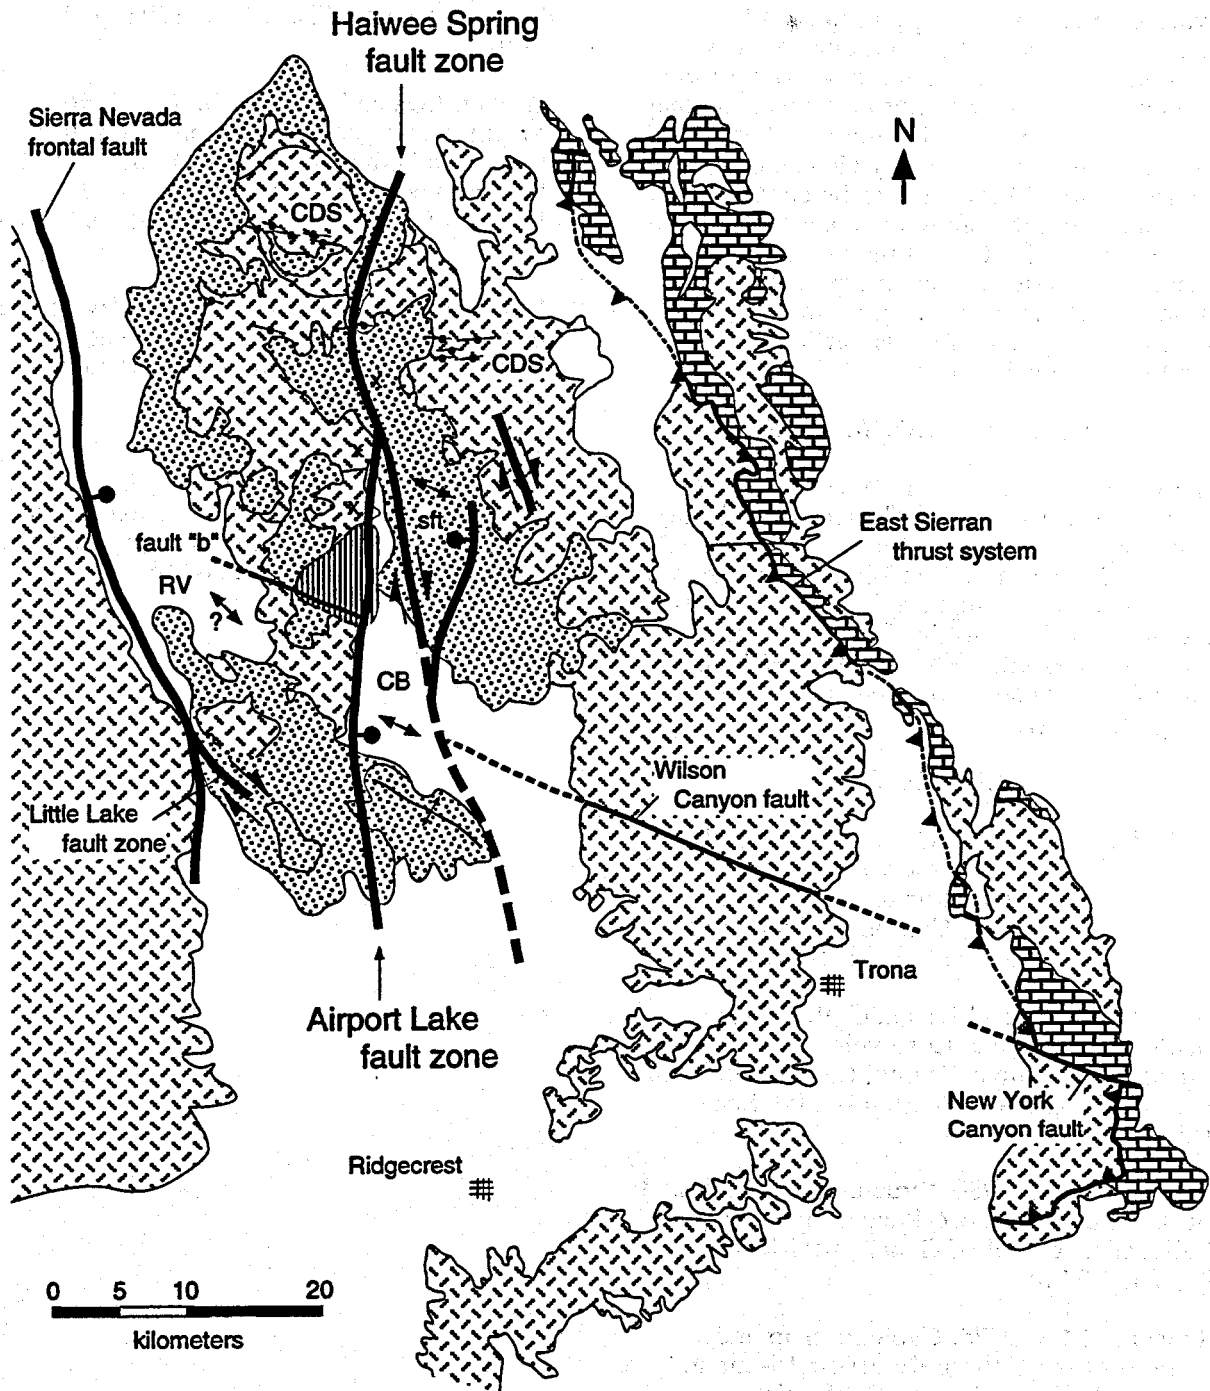 Haiwee Spring
fault zone
Sierra Nevada
frontal fault
N
CDS
CDS
East Sierran
thrust system
sft
fault "b"
RV
?
CB
Wilson
Canyon fault
Little Lake
fault zone
Trona
Airport Lake
fault zone
New York
Canyon fault
Ridgecrest
0 5 10 20
kilometers